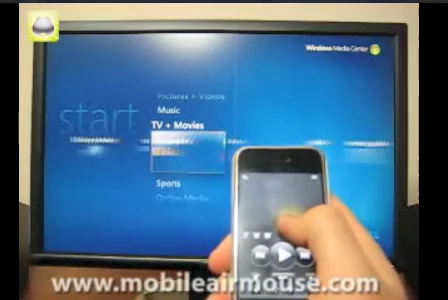 Windows Media Center
Pictures + Videos
start
Music
TV + Movies
Sports
Online Media
www.mobileairmouse.com